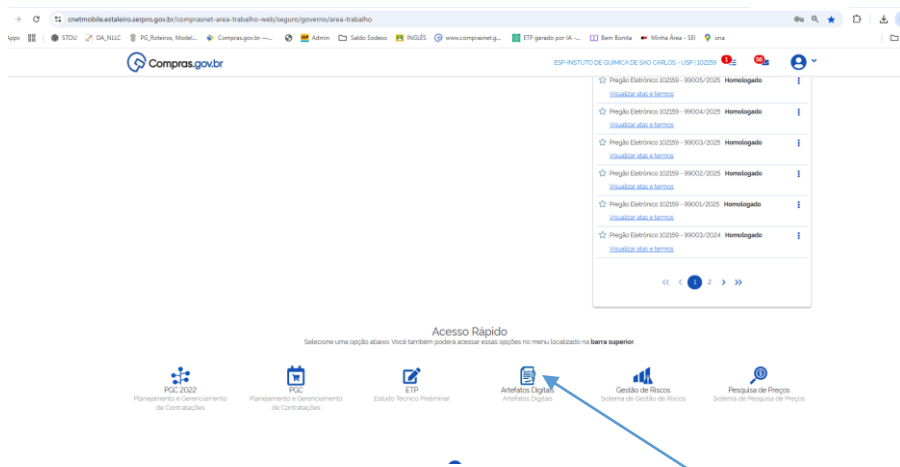 cnetmobile.estaleiro.serpro.gov.br/comprasnet-area-trabalho-web/seguro/governo/area-trabalho
Apps STOU DA_NLLC PG_Roteiros, Model... Compras.gov.br —... Admin Saldo Sodexo INGLÊS www.comprasnet.g... ETP gerado por IA -... Bem Bonita Minha Área - SEI ona
Compras.gov.br
ESP-INSTUTO DE QUIMICA DE SAO CARLOS - USP | 102159
Pregão Eletrônico 102159 - 99005/2025 Homologado
Visualizar atas e termos
Pregão Eletrônico 102159 - 99004/2025 Homologado
Visualizar atas e termos
Pregão Eletrônico 102159 - 99003/2025 Homologado
Visualizar atas e termos
Pregão Eletrônico 102159 - 99002/2025 Homologado
Visualizar atas e termos
Pregão Eletrônico 102159 - 99001/2025 Homologado
Visualizar atas e termos
Pregão Eletrônico 102159 - 99003/2024 Homologado
Visualizar atas e termos
« < 1 2 > »
Acesso Rápido
Selecione uma opção abaixo. Você também poderá acessar essas opções no menu localizado na barra superior.
PGC 2022
Planejamento e Gerenciamento
de Contratações
PGC
Planejamento e Gerenciamento
de Contratações
ETP
Estudo Técnico Preliminar
Artefatos Digitais
Artefatos Digitais
Gestão de Riscos
Sistema de Gestão de Riscos
Pesquisa de Preços
Sistema de Pesquisa de Preços